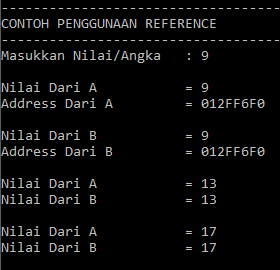 -----------------------------------
CONTOH PENGGUNAAN REFERENCE
-----------------------------------
Masukkan Nilai/Angka   : 9
Nilai Dari A           = 9
Address Dari A         = 012FF6F0
Nilai Dari B           = 9
Address Dari B         = 012FF6F0
Nilai Dari A           = 13
Nilai Dari B           = 13
Nilai Dari A           = 17
Nilai Dari B           = 17